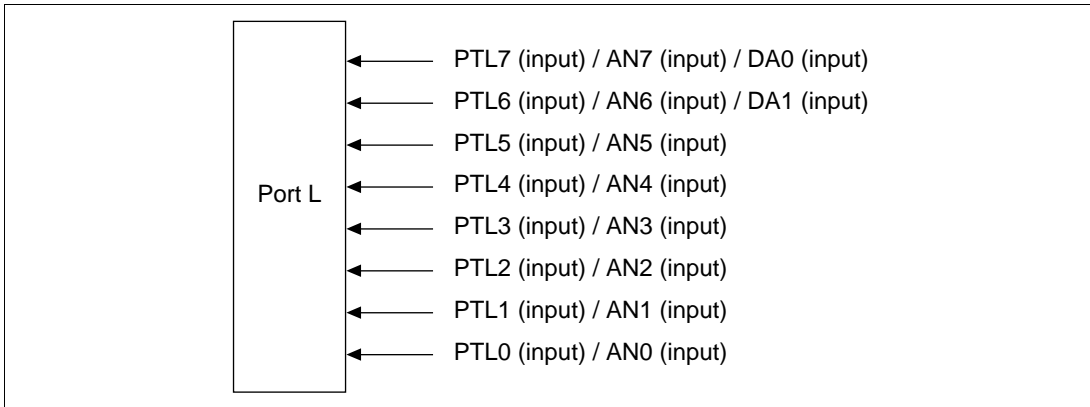 Port L
PTL7 (input) / AN7 (input) / DA0 (input)
PTL6 (input) / AN6 (input) / DA1 (input)
PTL5 (input) / AN5 (input)
PTL4 (input) / AN4 (input)
PTL3 (input) / AN3 (input)
PTL2 (input) / AN2 (input)
PTL1 (input) / AN1 (input)
PTL0 (input) / AN0 (input)